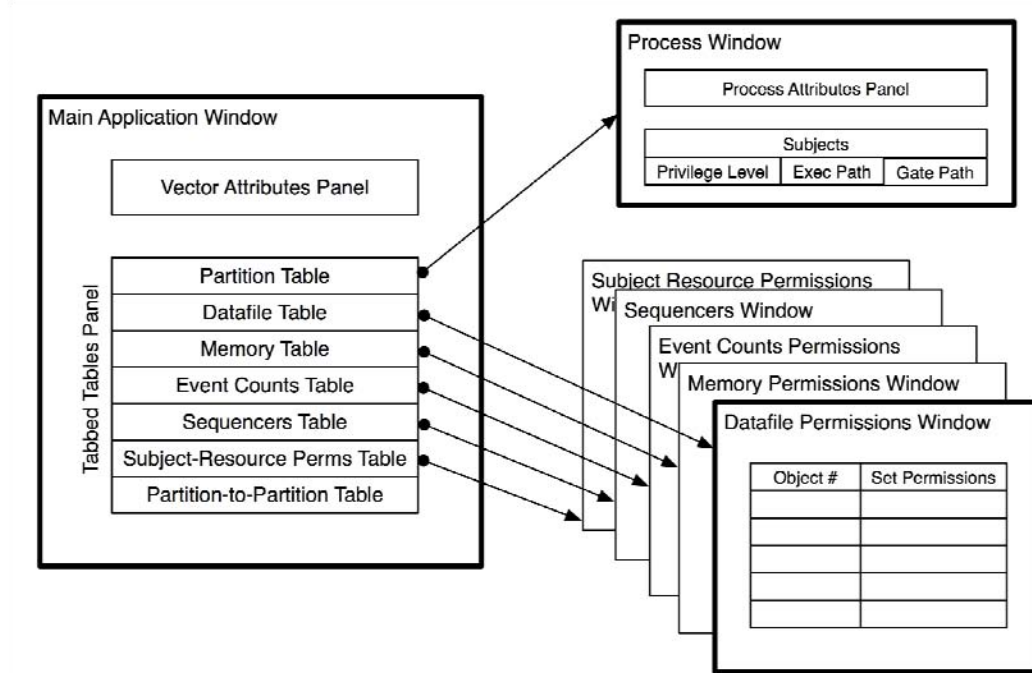 Process Window
Process Attributes Panel
Subjects
Privilege Level
Exec Path
Gate Path
Main Application Window
Vector Attributes Panel
Tabbed Tables Panel
Partition Table
Datafile Table
Memory Table
Event Counts Table
Sequencers Table
Subject-Resource Perms Table
Partition-to-Partition Table
Subject Resource Permissions
Wi
Sequencers Window
Event Counts Permissions
W
Memory Permissions Window
Datafile Permissions Window
Object #
Set Permissions